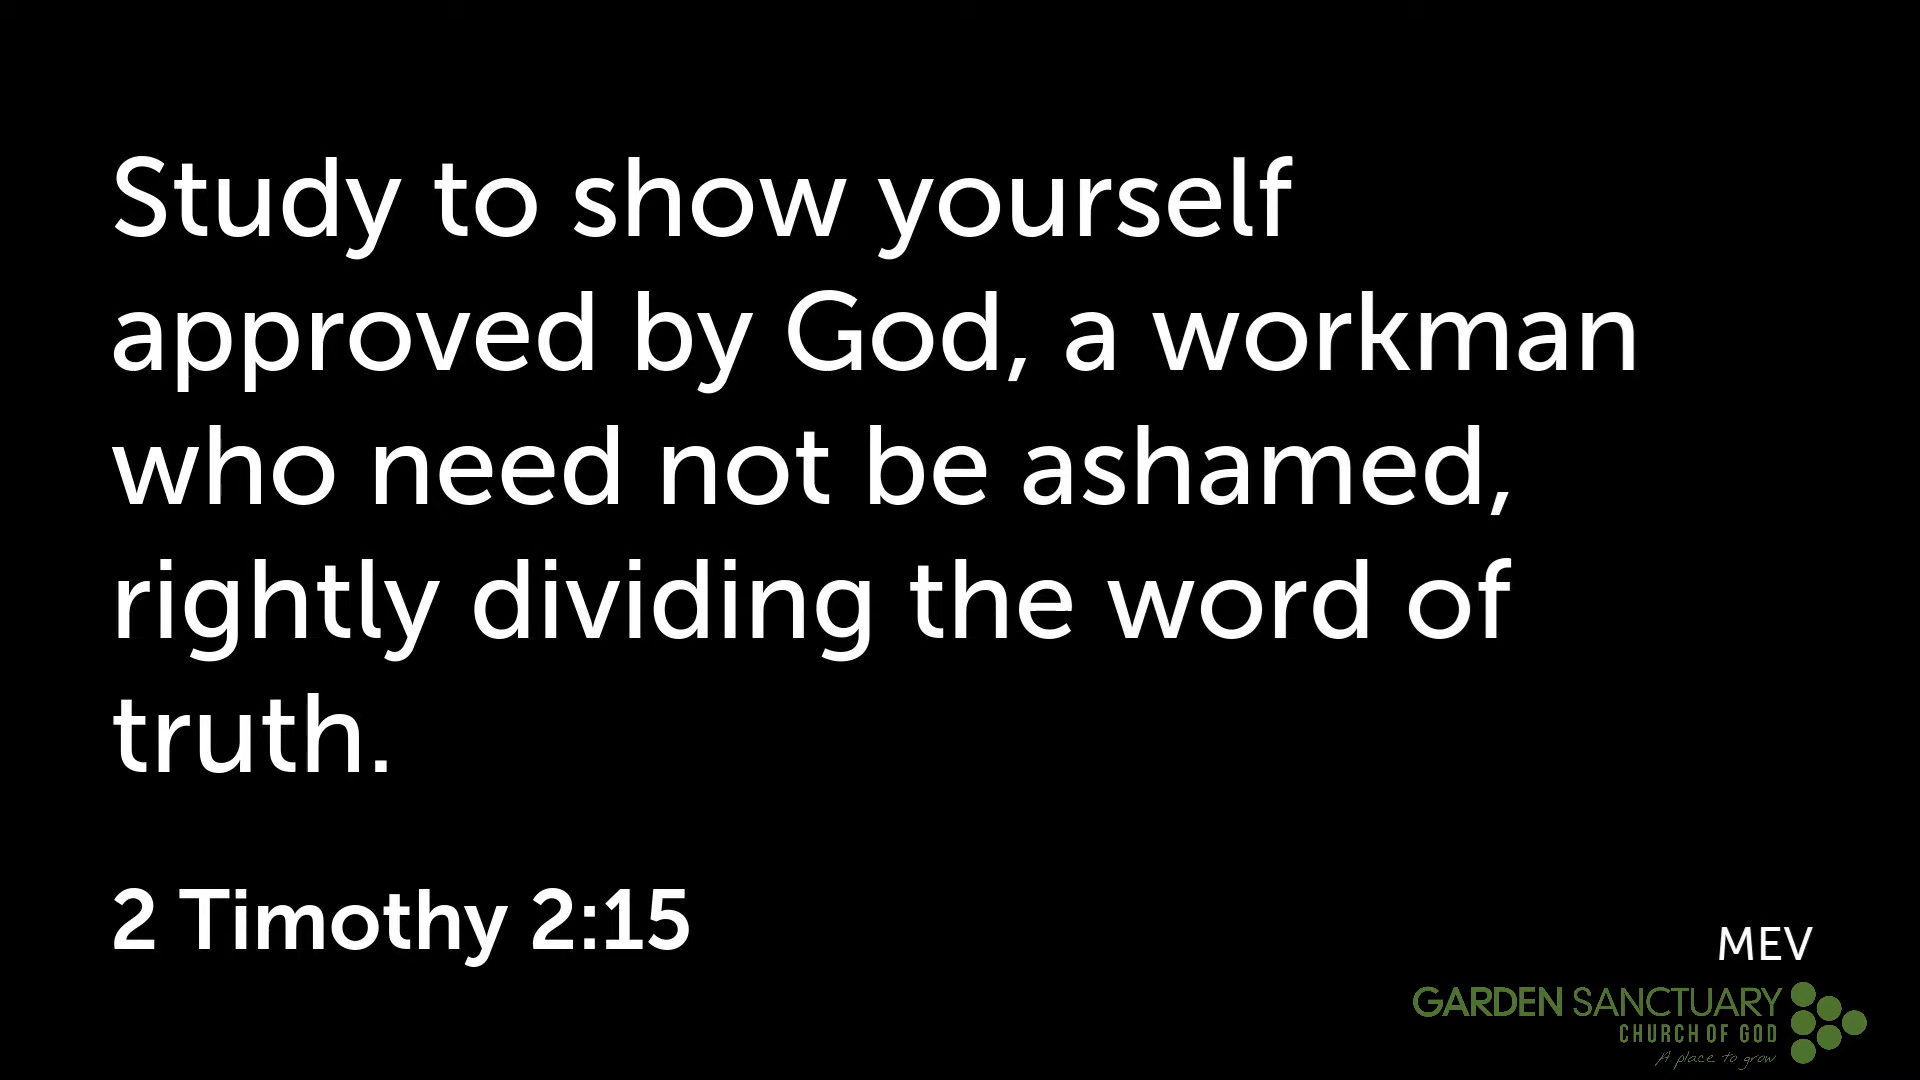 Study to show yourself
approved by God, a workman
who need not be ashamed,
rightly dividing the word of
truth.
2 Timothy 2:15
MEV
GARDEN SANCTUARY
CHURCH OF GOD
A place to grow